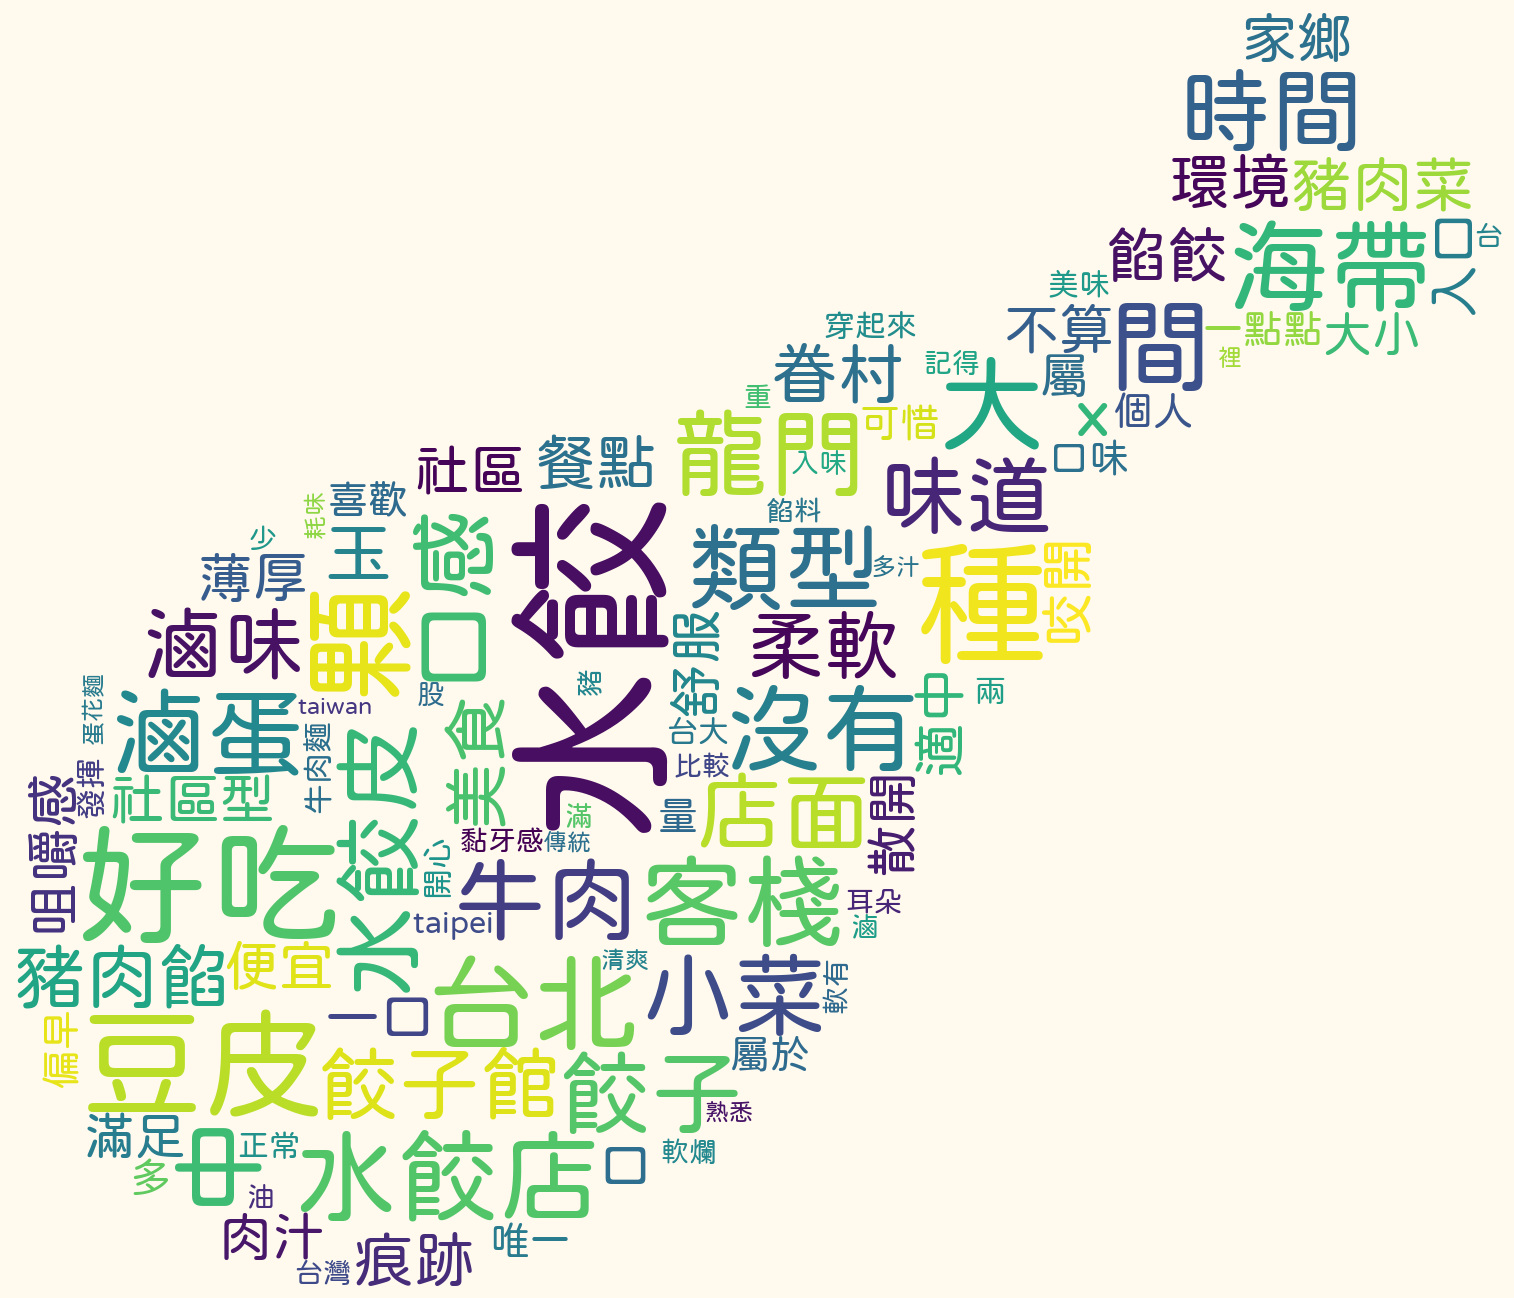 家鄉
時間
環境
豬肉菜
餡餃
海帶
人口
台
美味
不算
間
一點點
大小
穿起來
裡
眷村
記得
大
屬
重
可惜
x
個人
龍門
入味
口味
社區
餐點
味道
喜歡
耗味
餡料
少
玉
口感
水餃
類型
多汁
種
咬開
薄厚
顆
滷味
舒服
柔軟
豬
股
taiwan
適中
兩
蛋花麵
滷蛋
牛肉麵
水餃皮
美食
台大
沒有
比較
咀嚼感
發揮
社區型
滿
量
店面
散開
黏牙感
傳統
好吃
開心
牛肉
客棧
耳朵
taipei
滷
豬肉餡
便宜
清爽
台北
小菜
軟有
一口
偏早
豆皮
屬於
餃子館
餃子
熟悉
滿足
毌
正常
水餃店
口
軟爛
多
油
肉汁
唯一
台灣
痕跡